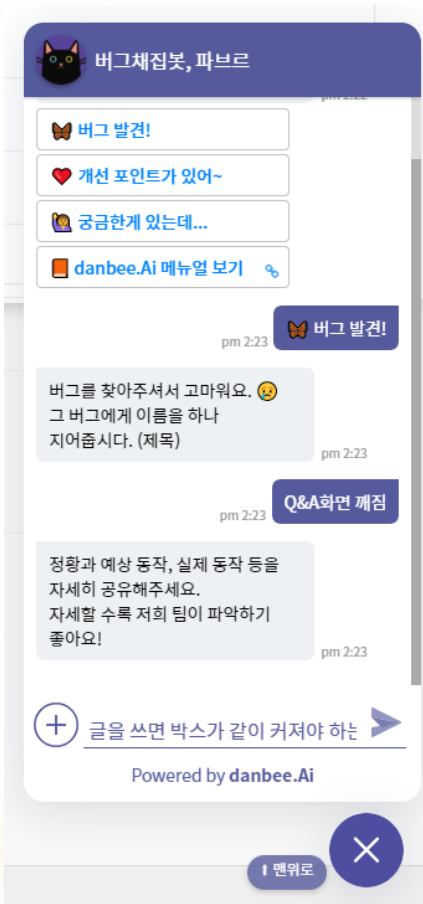 버그채집봇, 파브르
pm 2:22
버그 발견!
개선 포인트가 있어~
궁금한게 있는데...
danbee.Ai 메뉴얼 보기
버그 발견!
pm 2:23
버그를 찾아주셔서 고마워요. 😥
그 버그에게 이름을 하나
지어줍시다. (제목)
pm 2:23
Q&A화면 깨짐
pm 2:23
정황과 예상 동작, 실제 동작 등을
자세히 공유해주세요.
자세할 수록 저희 팀이 파악하기
좋아요!
pm 2:23
글을 쓰면 박스가 같이 커져야 하는
Powered by danbee.Ai
⬆ 맨위로